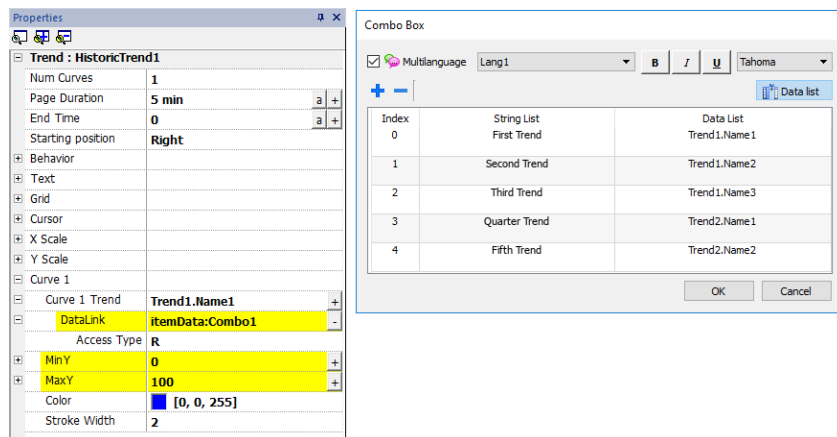 Properties
Trend : HistoricTrend1
Num Curves 1
Page Duration 5 min a +
End Time 0 a +
Starting position Right
Behavior
Text
Grid
Cursor
X Scale
Y Scale
Curve 1
Curve 1 Trend Trend1.Name1 +
DataLink itemData:Combo1 -
Access Type R
MinY 0 +
MaxY 100 +
Color [0, 0, 255]
Stroke Width 2
Combo Box
Multilanguage Lang1 B I U Tahoma
Data list
Index String List Data List
0 First Trend Trend1.Name1
1 Second Trend Trend1.Name2
2 Third Trend Trend1.Name3
3 Quarter Trend Trend2.Name1
4 Fifth Trend Trend2.Name2
OK Cancel